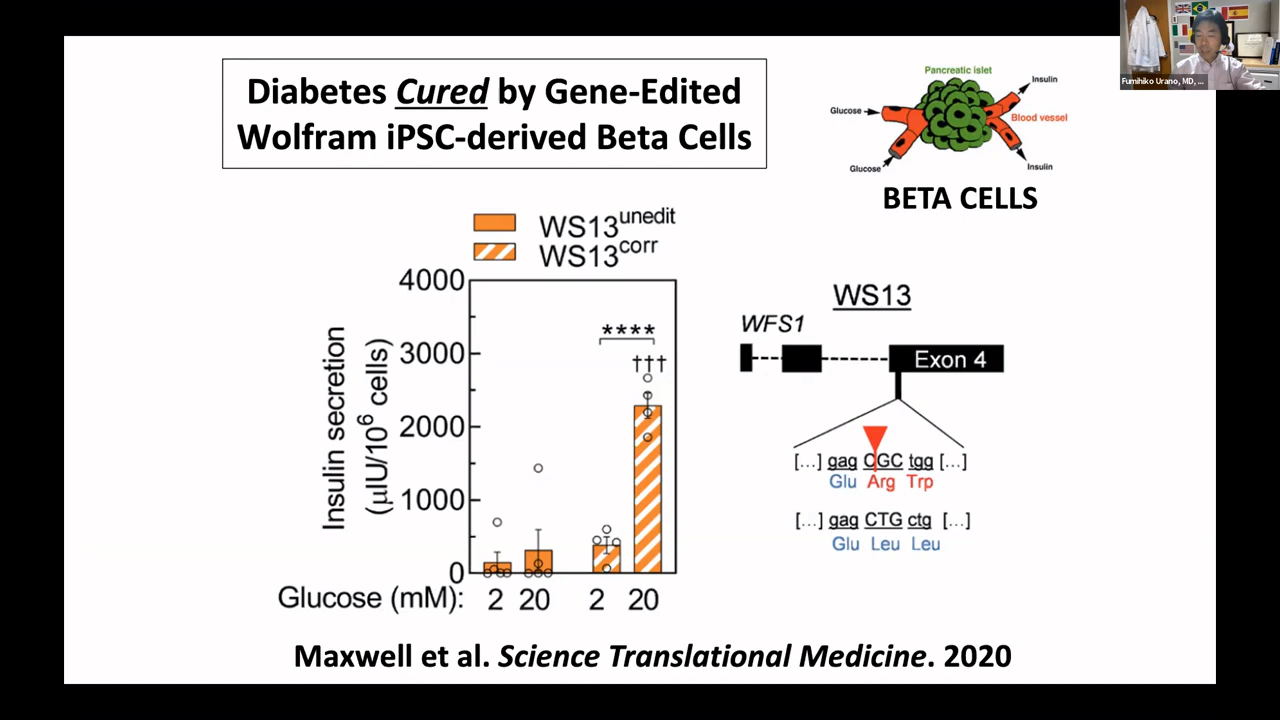 Fumihiko Urano, MD, ...
Diabetes Cured by Gene-Edited
Wolfram iPSC-derived Beta Cells
Pancreatic islet
Insulin
Glucose
Blood vessel
Glucose
Insulin
BETA CELLS
WS13unedit
WS13corr
4000
3000
2000
1000
0
Insulin secretion
(µIU/10⁶ cells)
****
†††
Glucose (mM):
2
20
2
20
WS13
WFS1
Exon 4
[...] gag CGC tgg [...]
Glu Arg Trp
[...] gag CTG ctg [...]
Glu Leu Leu
Maxwell et al. Science Translational Medicine. 2020